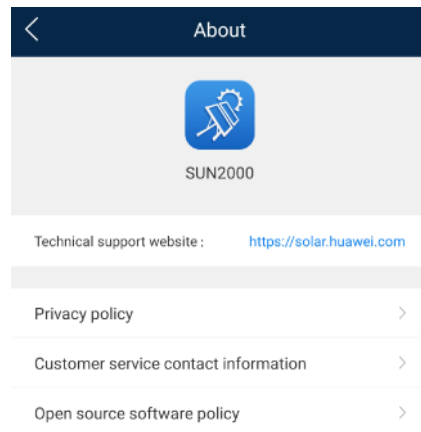 About
SUN2000
Technical support website : https://solar.huawei.com
Privacy policy
Customer service contact information
Open source software policy